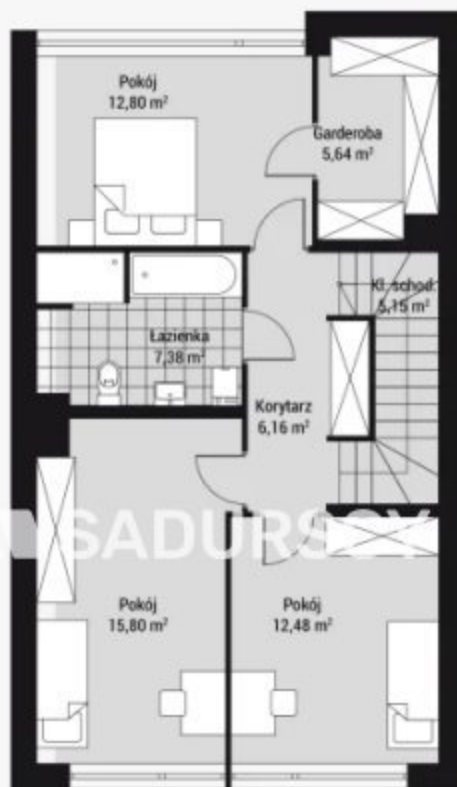 Pokój
12,80 m²
Garderoba
5,64 m²
Kl. schod.
5,15 m²
Łazienka
7,38 m²
Korytarz
6,16 m²
SADURSCY
Pokój
15,80 m²
Pokój
12,48 m²